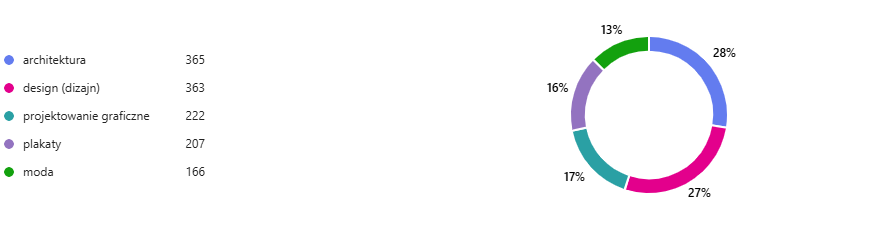 architektura 365
design (dizajn) 363
projektowanie graficzne 222
plakaty 207
moda 166
13%
28%
16%
17%
27%